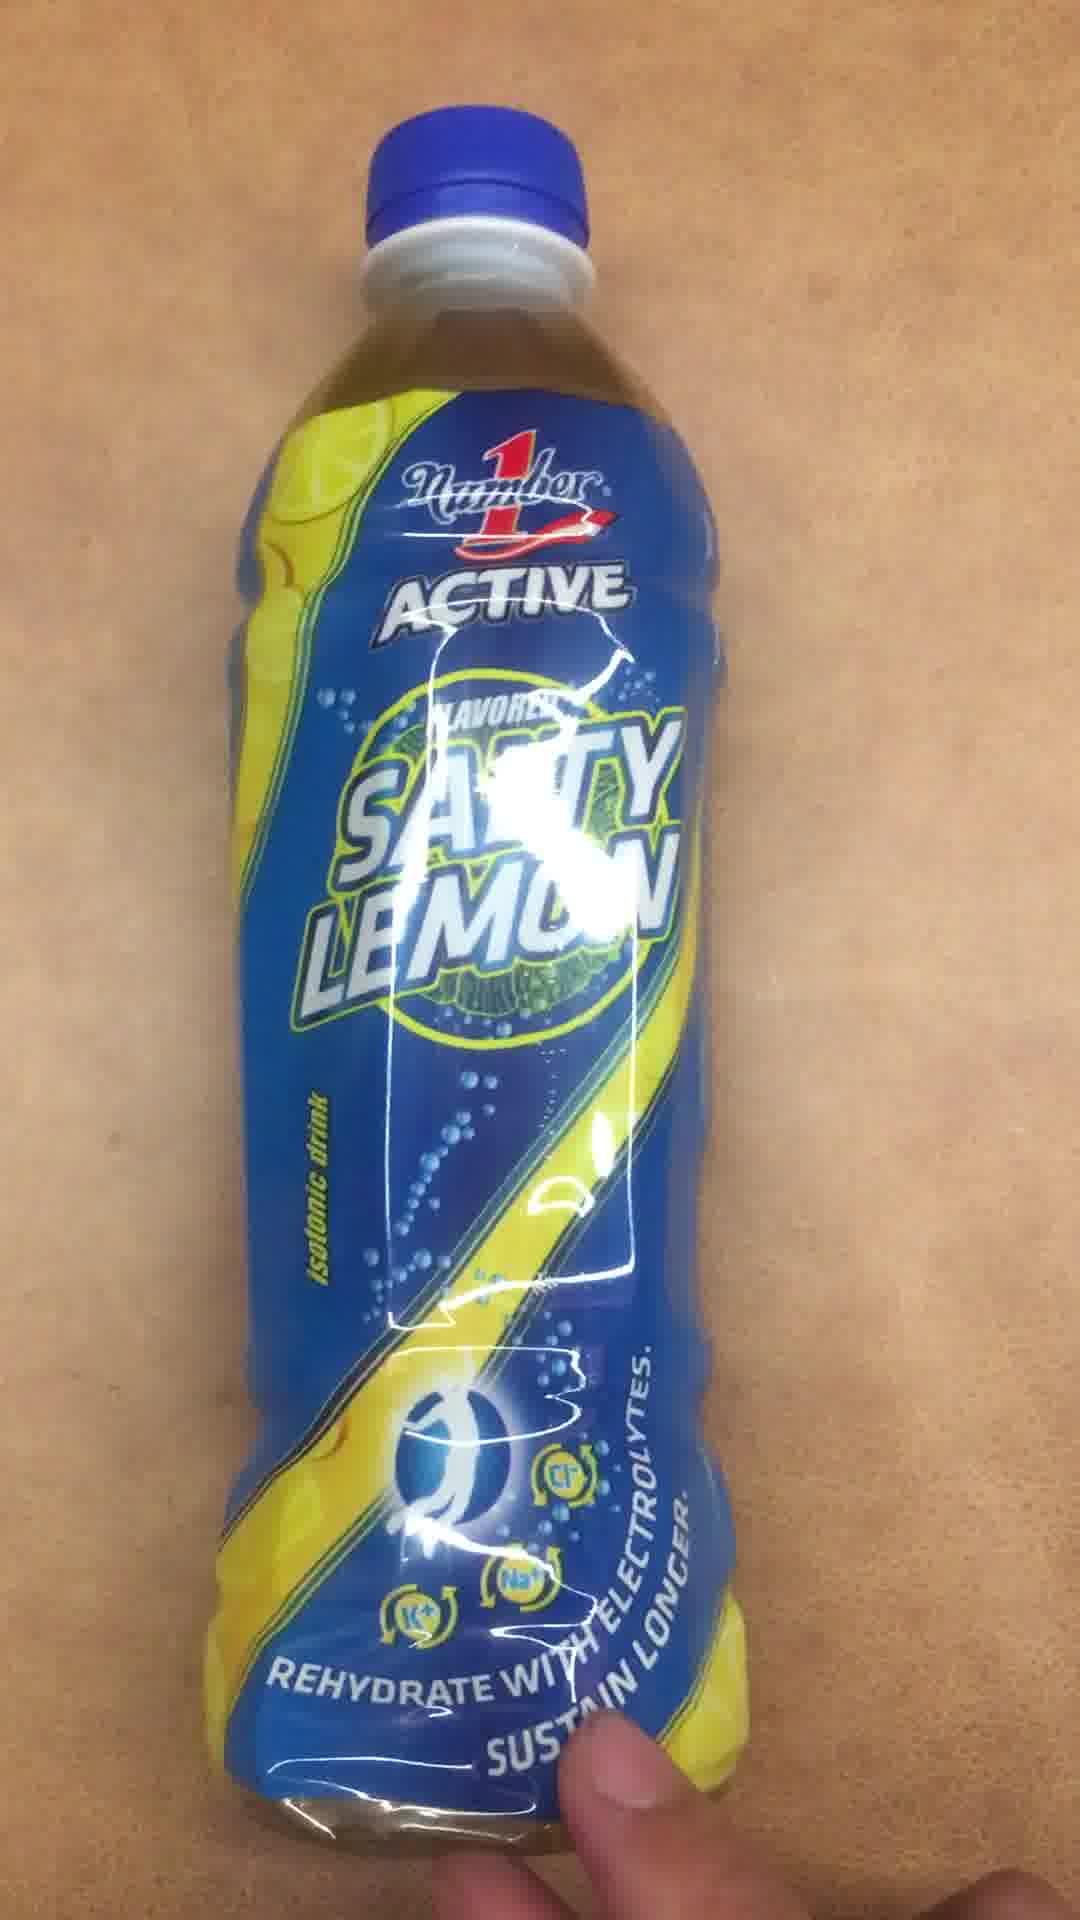 Number 1
ACTIVE
FLAVORED
SALTY
LEMON
isotonic drink
Cl-
Na+
K+
REHYDRATE WITH ELECTROLYTES.
SUSTAIN LONGER.